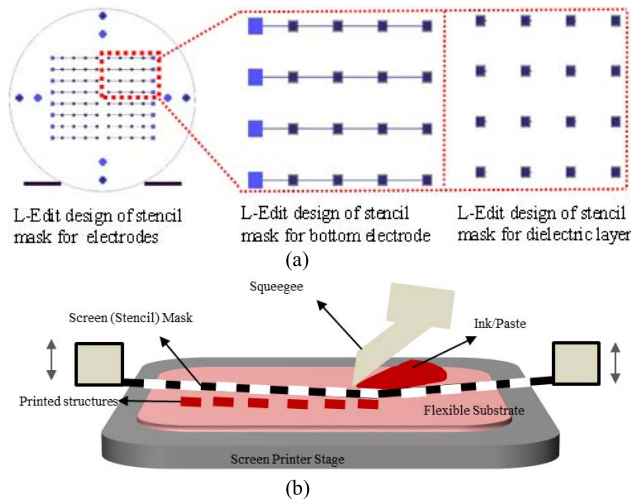 L-Edit design of stencil
mask for electrodes
L-Edit design of stencil
mask for bottom electrode
L-Edit design of stencil
mask for dielectric layer
(a)
Squeegee
Screen (Stencil) Mask
Ink/Paste
Printed structures
Flexible Substrate
Screen Printer Stage
(b)